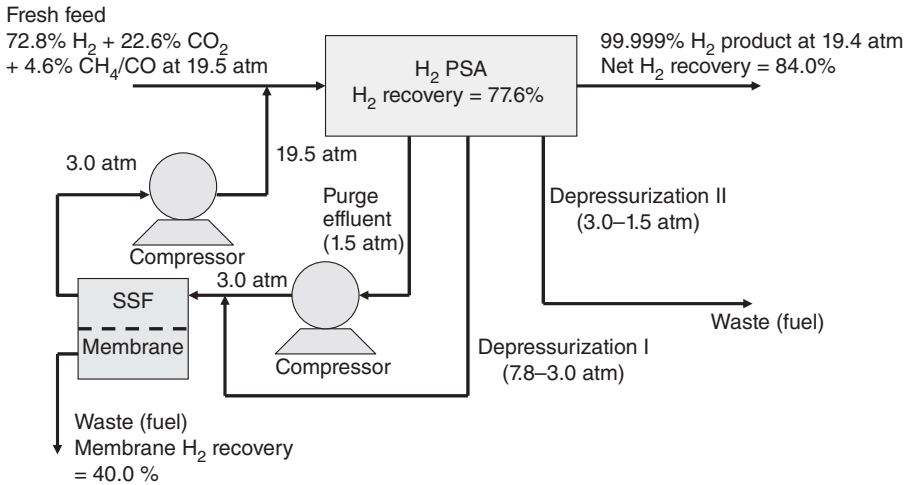 Fresh feed
72.8% H₂ + 22.6% CO₂
+ 4.6% CH₄/CO at 19.5 atm
H₂ PSA
H₂ recovery = 77.6%
99.999% H₂ product at 19.4 atm
Net H₂ recovery = 84.0%
3.0 atm
19.5 atm
Compressor
Purge
effluent
(1.5 atm)
Depressurization II
(3.0–1.5 atm)
3.0 atm
SSF
Membrane
Compressor
Waste (fuel)
Depressurization I
(7.8–3.0 atm)
Waste (fuel)
Membrane H₂ recovery
= 40.0 %